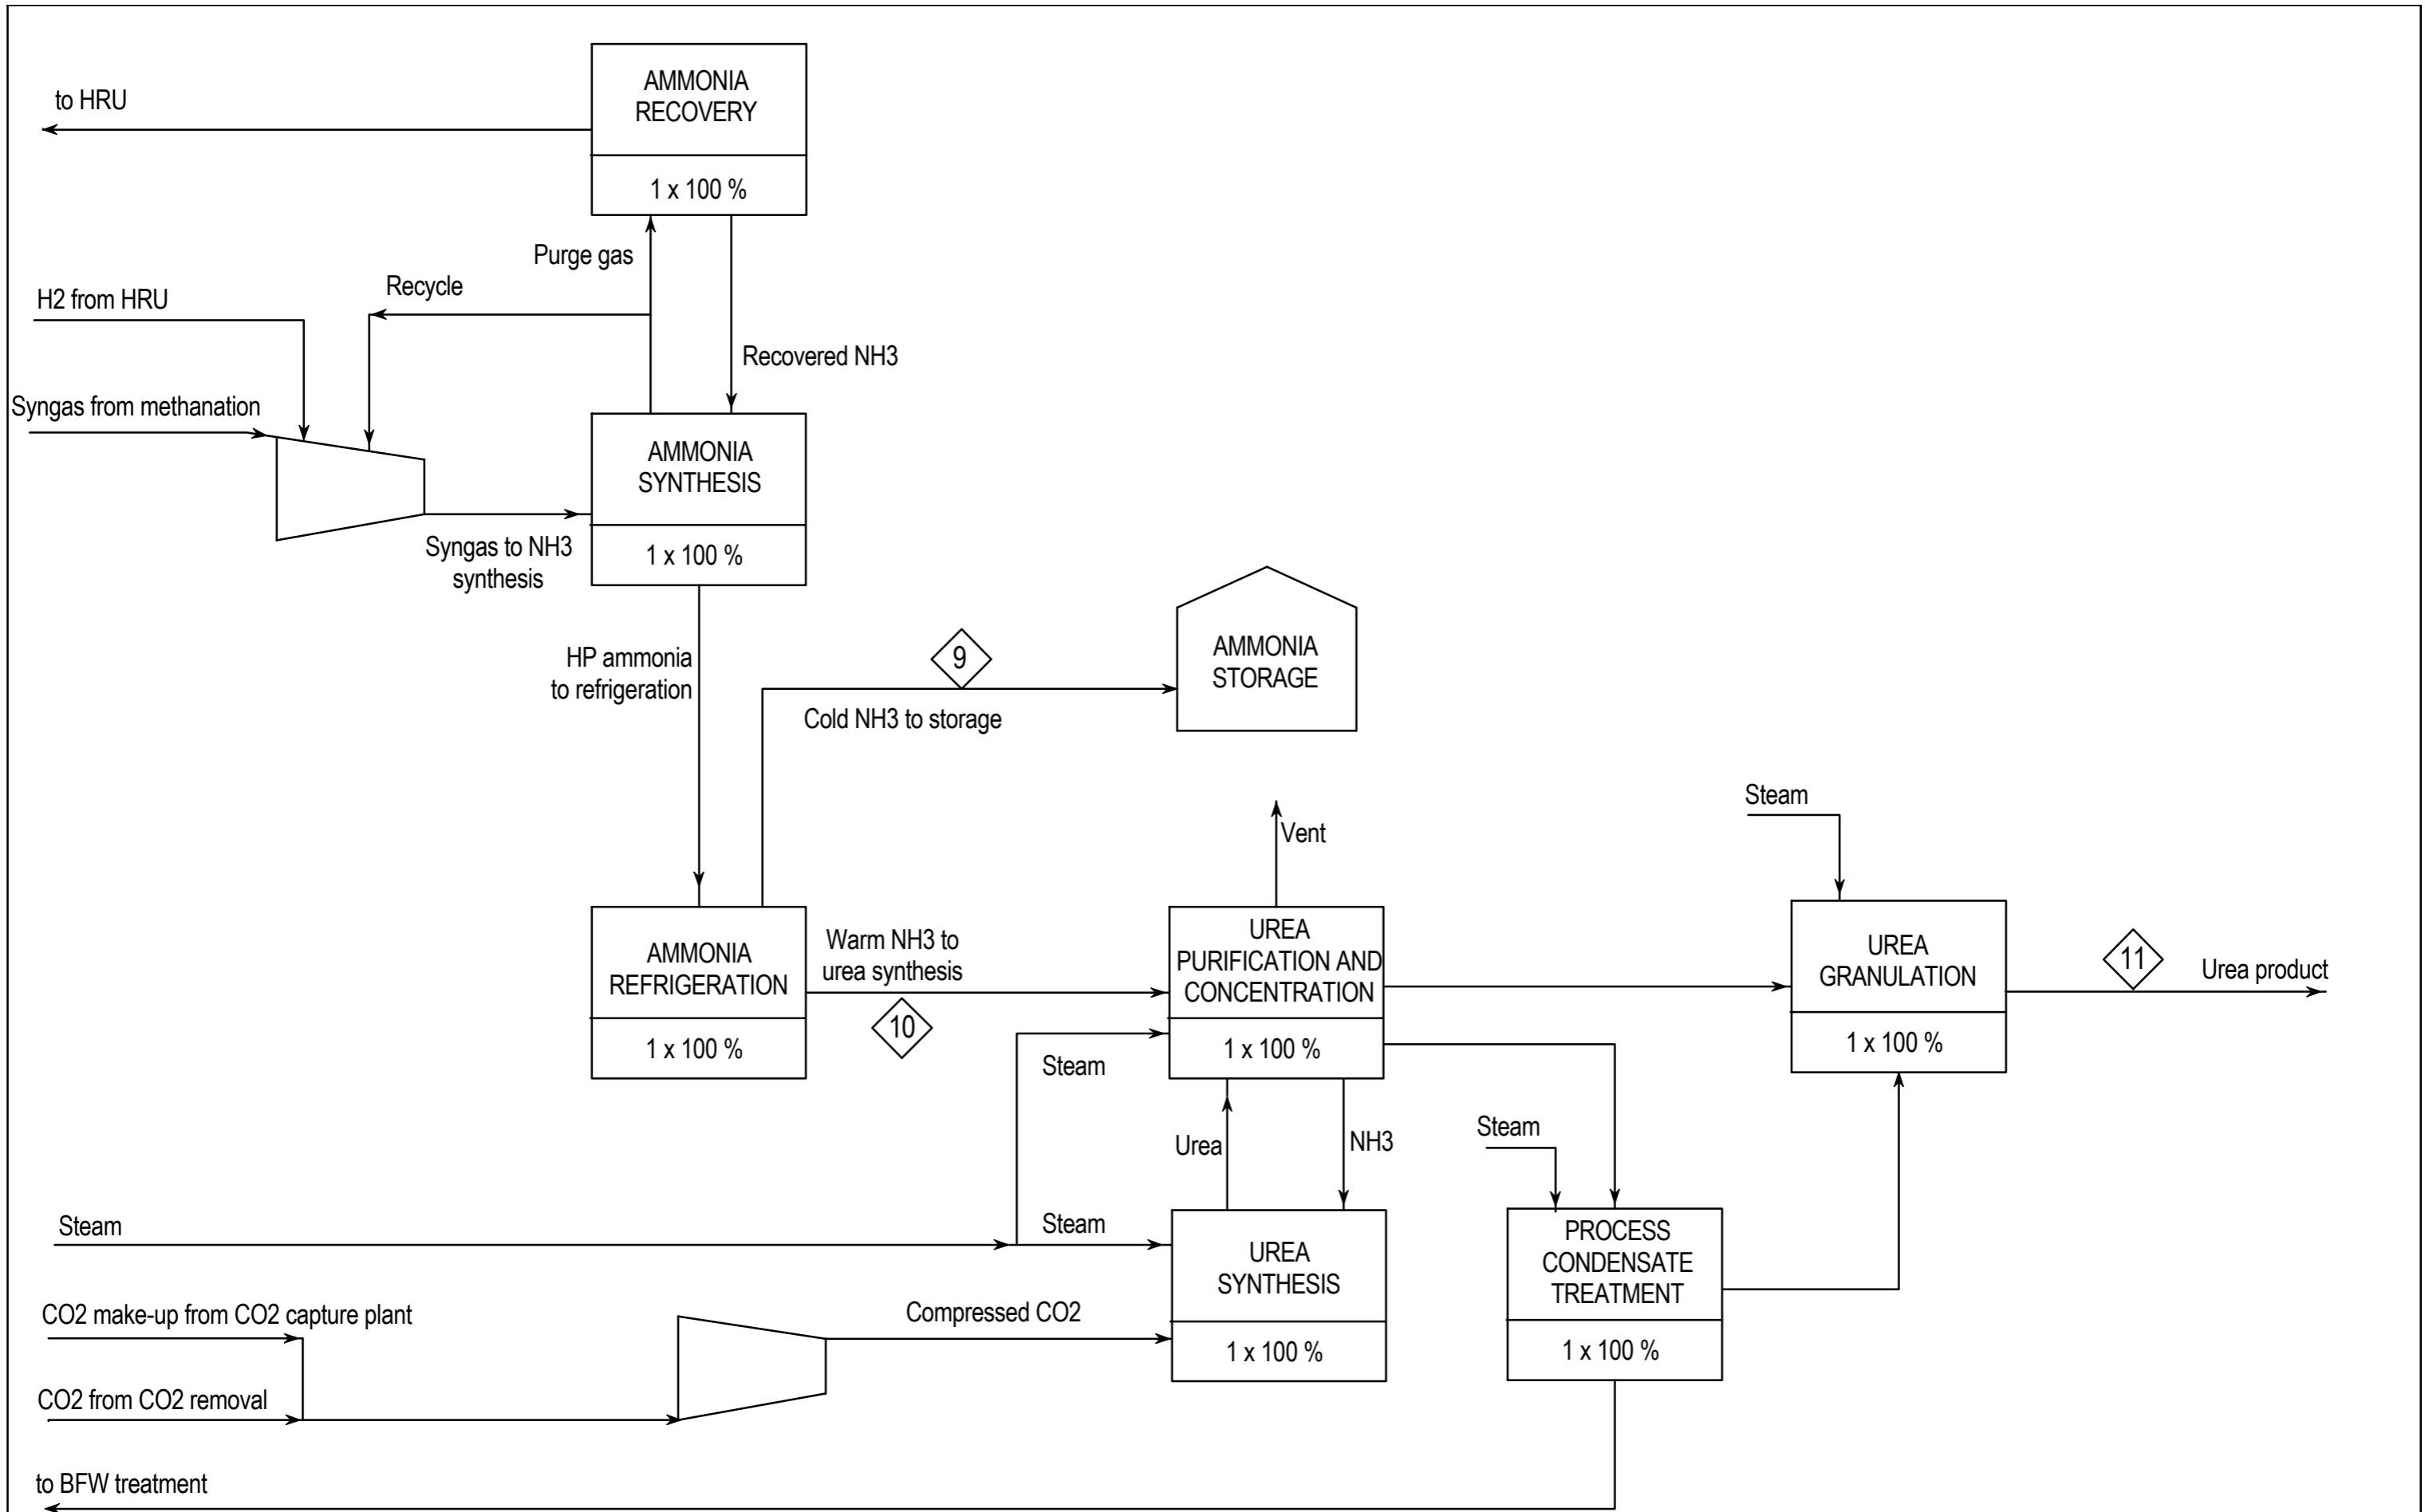 AMMONIA
RECOVERY
1 x 100 %
to HRU
Purge gas
Recycle
H2 from HRU
Recovered NH3
Syngas from methanation
AMMONIA
SYNTHESIS
1 x 100 %
Syngas to NH3
synthesis
HP ammonia
to refrigeration
9
Cold NH3 to storage
AMMONIA
STORAGE
Vent
Steam
AMMONIA
REFRIGERATION
1 x 100 %
Warm NH3 to
urea synthesis
10
UREA
PURIFICATION AND
CONCENTRATION
1 x 100 %
UREA
GRANULATION
1 x 100 %
11
Urea product
Steam
Urea
NH3
Steam
Steam
Steam
UREA
SYNTHESIS
1 x 100 %
PROCESS
CONDENSATE
TREATMENT
1 x 100 %
CO2 make-up from CO2 capture plant
Compressed CO2
CO2 from CO2 removal
to BFW treatment